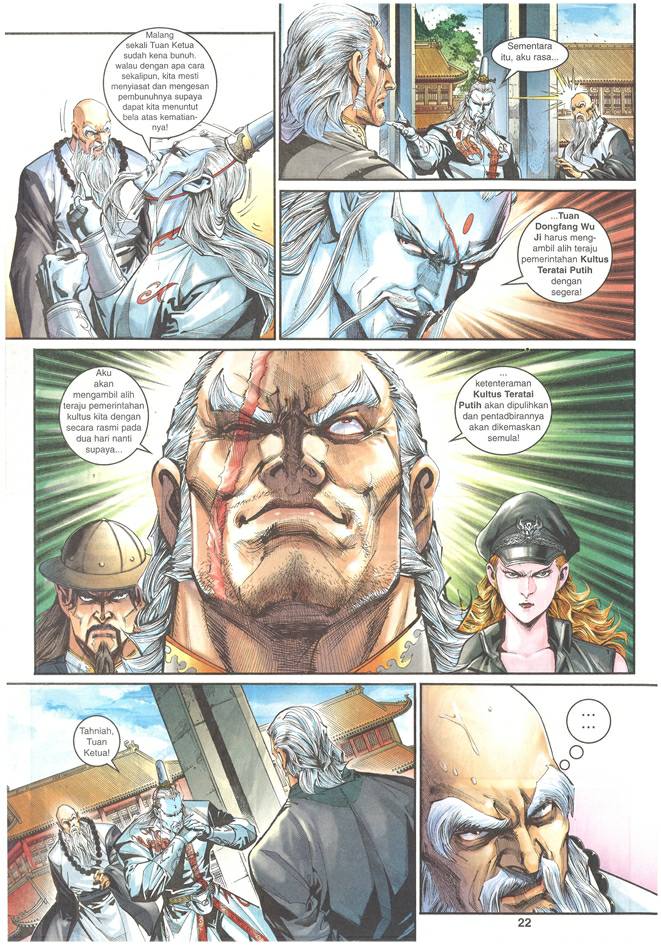 Malang
sekali Tuan Ketua
sudah kena bunuh.
walau dengan apa cara
sekalipun, kita mesti
menyiasat dan mengesan
pembunuhnya supaya
dapat kita menuntut
bela atas kematian-
nya!
Sementara
itu, aku rasa...
...Tuan
Dongfang Wu
Ji harus meng-
ambil alih teraju
pemerintahan Kultus
Teratai Putih
dengan
segera!
Aku
akan
mengambil alih
teraju pemerintahan
kultus kita dengan
secara rasmi pada
dua hari nanti
supaya...
...
ketenteraman
Kultus Teratai
Putih akan dipulihkan
dan pentadbirannya
akan dikemaskan
semula!
Tahniah,
Tuan
Ketua!
...
...
22